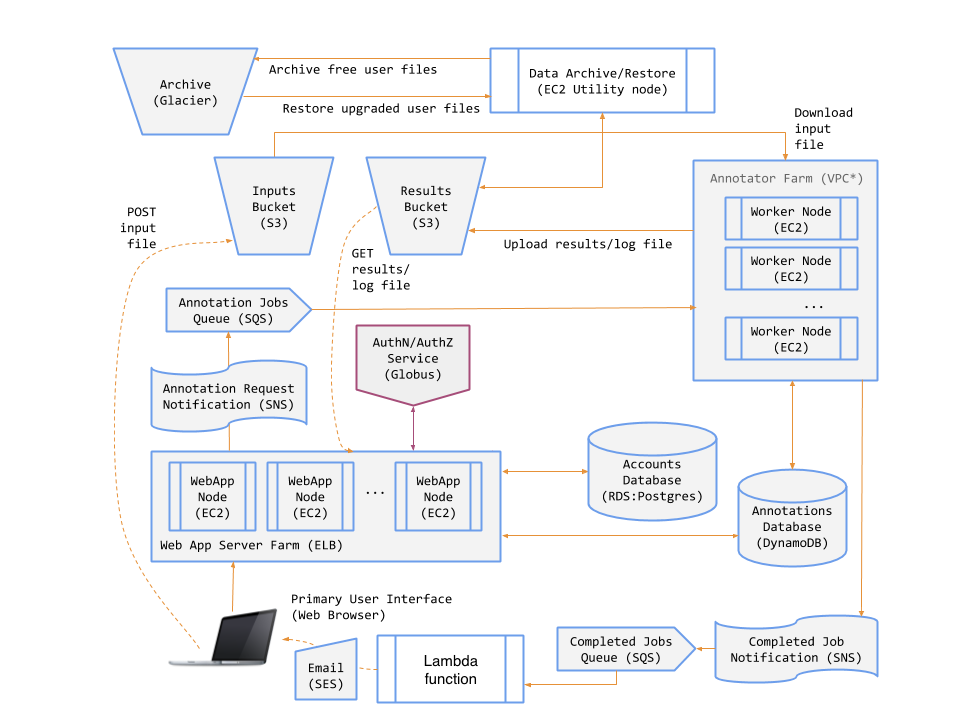 Archive free user files
Archive
(Glacier)
Data Archive/Restore
(EC2 Utility node)
Restore upgraded user files
Download
input
file
Inputs
Bucket
(S3)
Results
Bucket
(S3)
Annotator Farm (VPC*)
Worker Node
(EC2)
Worker Node
(EC2)
...
Worker Node
(EC2)
POST
input
file
GET
results/
log file
Upload results/log file
Annotation Jobs
Queue (SQS)
AuthN/AuthZ
Service
(Globus)
Annotation Request
Notification (SNS)
WebApp
Node
(EC2)
WebApp
Node
(EC2)
...
WebApp
Node
(EC2)
Web App Server Farm (ELB)
Accounts
Database
(RDS:Postgres)
Annotations
Database
(DynamoDB)
Primary User Interface
(Web Browser)
Email
(SES)
Lambda
function
Completed Jobs
Queue (SQS)
Completed Job
Notification (SNS)